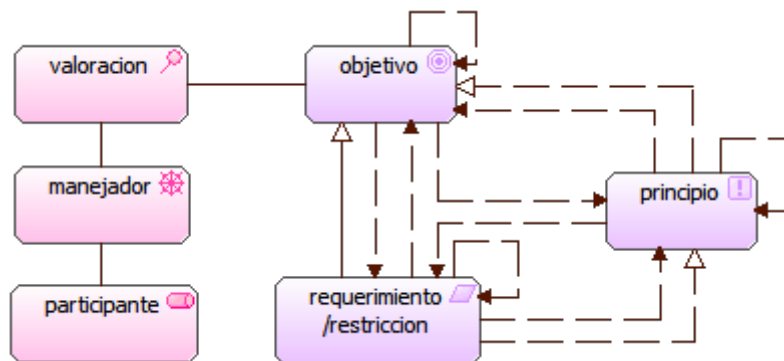 valoracion
objetivo
manejador
principio
participante
requerimiento
/restriccion